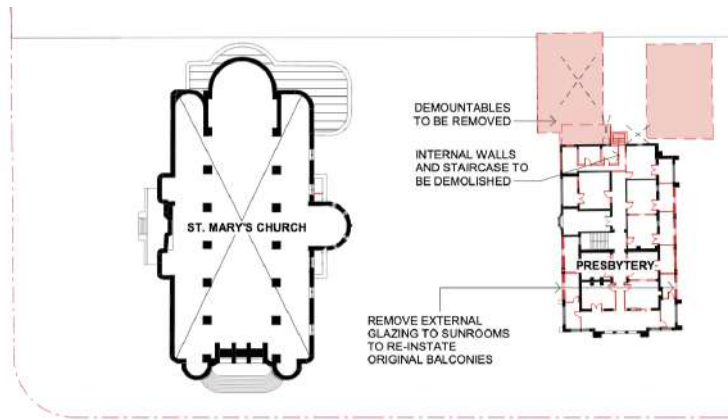 DEMOUNTABLES
TO BE REMOVED
INTERNAL WALLS
AND STAIRCASE TO
BE DEMOLISHED
ST. MARY'S CHURCH
PRESBYTERY
REMOVE EXTERNAL
GLAZING TO SUNROOMS
TO RE-INSTATE
ORIGINAL BALCONIES